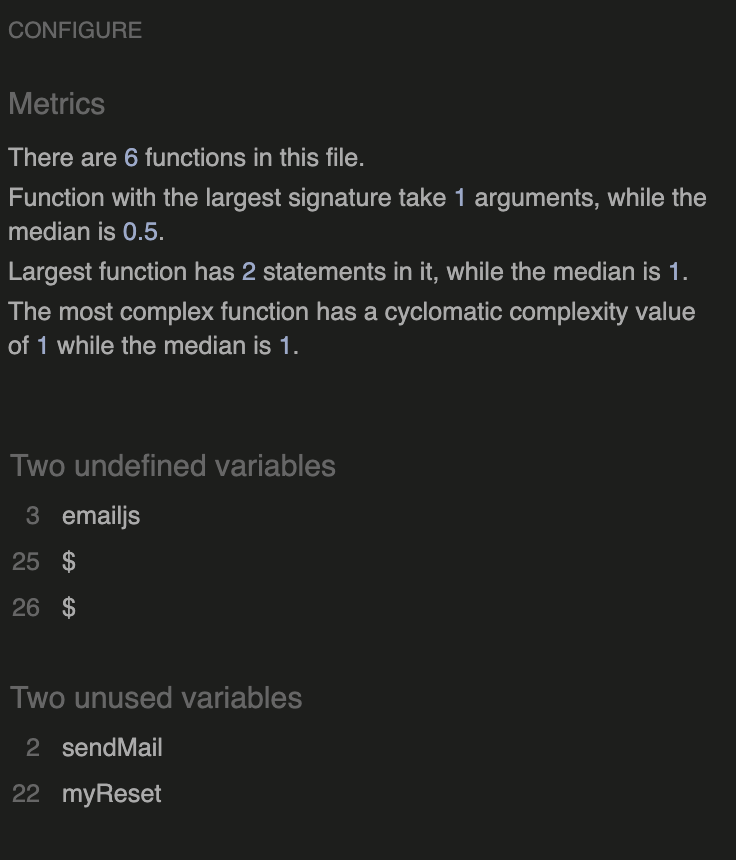 CONFIGURE
Metrics
There are 6 functions in this file.
Function with the largest signature take 1 arguments, while the
median is 0.5.
Largest function has 2 statements in it, while the median is 1.
The most complex function has a cyclomatic complexity value
of 1 while the median is 1.
Two undefined variables
3 emailjs
25 $
26 $
Two unused variables
2 sendMail
22 myReset